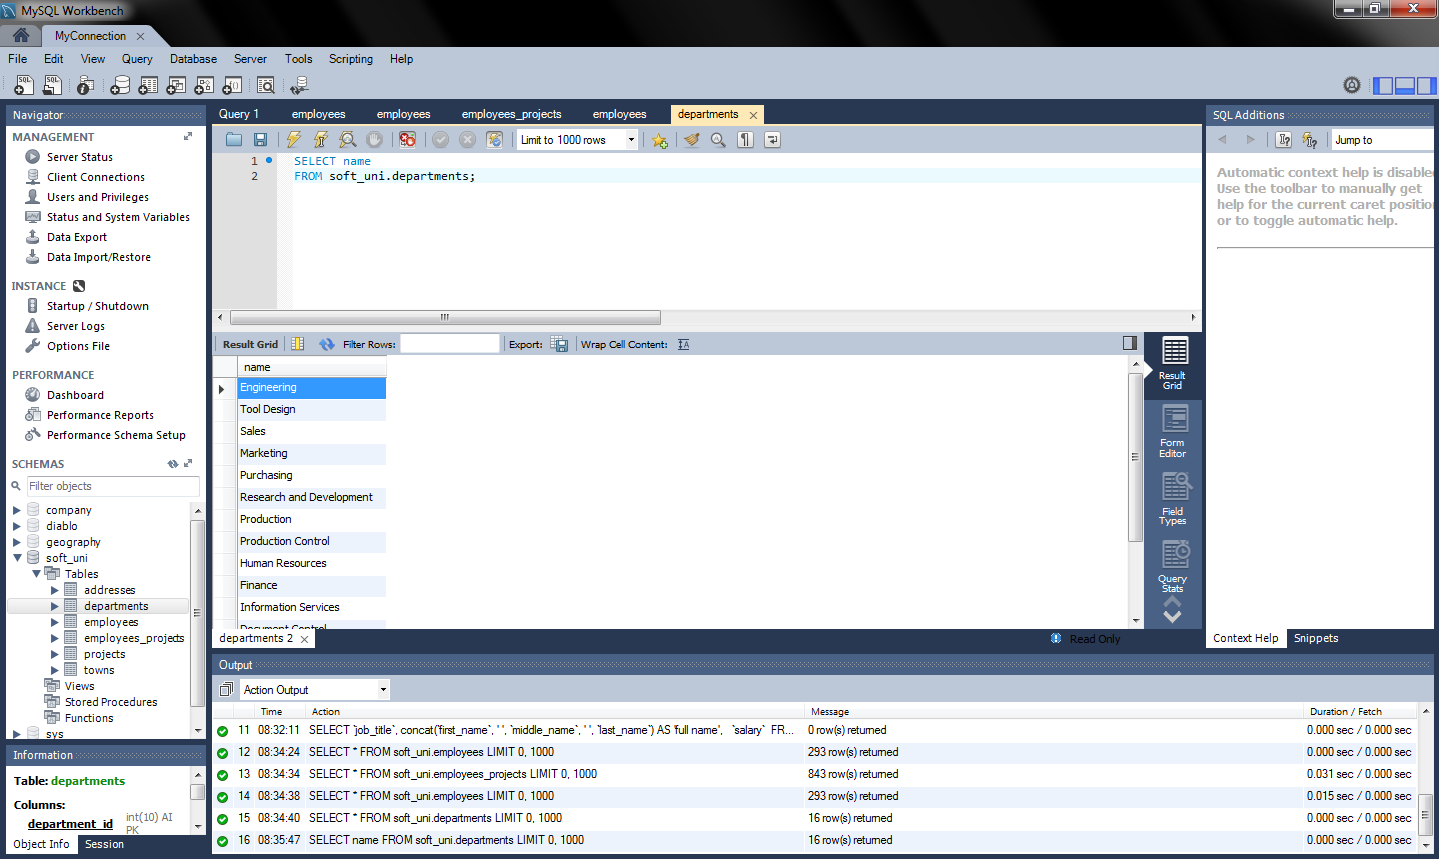 MySQL Workbench
MyConnection
File Edit View Query Database Server Tools Scripting Help
Navigator
MANAGEMENT
Server Status
Client Connections
Users and Privileges
Status and System Variables
Data Export
Data Import/Restore
INSTANCE
Startup / Shutdown
Server Logs
Options File
PERFORMANCE
Dashboard
Performance Reports
Performance Schema Setup
SCHEMAS
Filter objects
company
diablo
geography
soft_uni
Tables
addresses
departments
employees
employees_projects
projects
towns
Views
Stored Procedures
Functions
sys
Information
Table: departments
Columns:
department_id int(10) AI
PK
Object Info Session
Query 1 employees employees employees_projects employees departments
Limit to 1000 rows
1 SELECT name
2 FROM soft_uni.departments;
Result Grid Filter Rows: Export: Wrap Cell Content:
name
Engineering
Tool Design
Sales
Marketing
Purchasing
Research and Development
Production
Production Control
Human Resources
Finance
Information Services
Document Control
Result
Grid
Form
Editor
Field
Types
Query
Stats
departments 2 Read Only
SQL Additions
Jump to
Automatic context help is disabled
Use the toolbar to manually get
help for the current caret position
or to toggle automatic help.
Context Help Snippets
Output
Action Output
Time Action Message Duration / Fetch
11 08:32:11 SELECT `job_title`, concat(`first_name`, ' ', `middle_name`, ' ', `last_name`) AS 'full name', `salary` FR... 0 row(s) returned 0.000 sec / 0.000 sec
12 08:34:24 SELECT * FROM soft_uni.employees LIMIT 0, 1000 293 row(s) returned 0.000 sec / 0.000 sec
13 08:34:34 SELECT * FROM soft_uni.employees_projects LIMIT 0, 1000 843 row(s) returned 0.031 sec / 0.000 sec
14 08:34:38 SELECT * FROM soft_uni.employees LIMIT 0, 1000 293 row(s) returned 0.015 sec / 0.000 sec
15 08:34:40 SELECT * FROM soft_uni.departments LIMIT 0, 1000 16 row(s) returned 0.000 sec / 0.000 sec
16 08:35:47 SELECT name FROM soft_uni.departments LIMIT 0, 1000 16 row(s) returned 0.000 sec / 0.000 sec